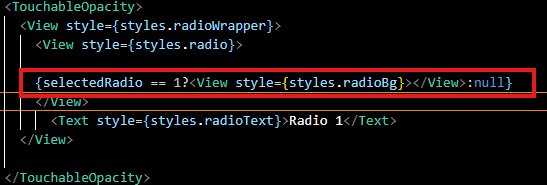 <TouchableOpacity>
<View style={styles.radioWrapper}>
<View style={styles.radio}>
{selectedRadio == 1?<View style={styles.radioBg}></View>:null}
</View>
<Text style={styles.radioText}>Radio 1</Text>
</View>
</TouchableOpacity>